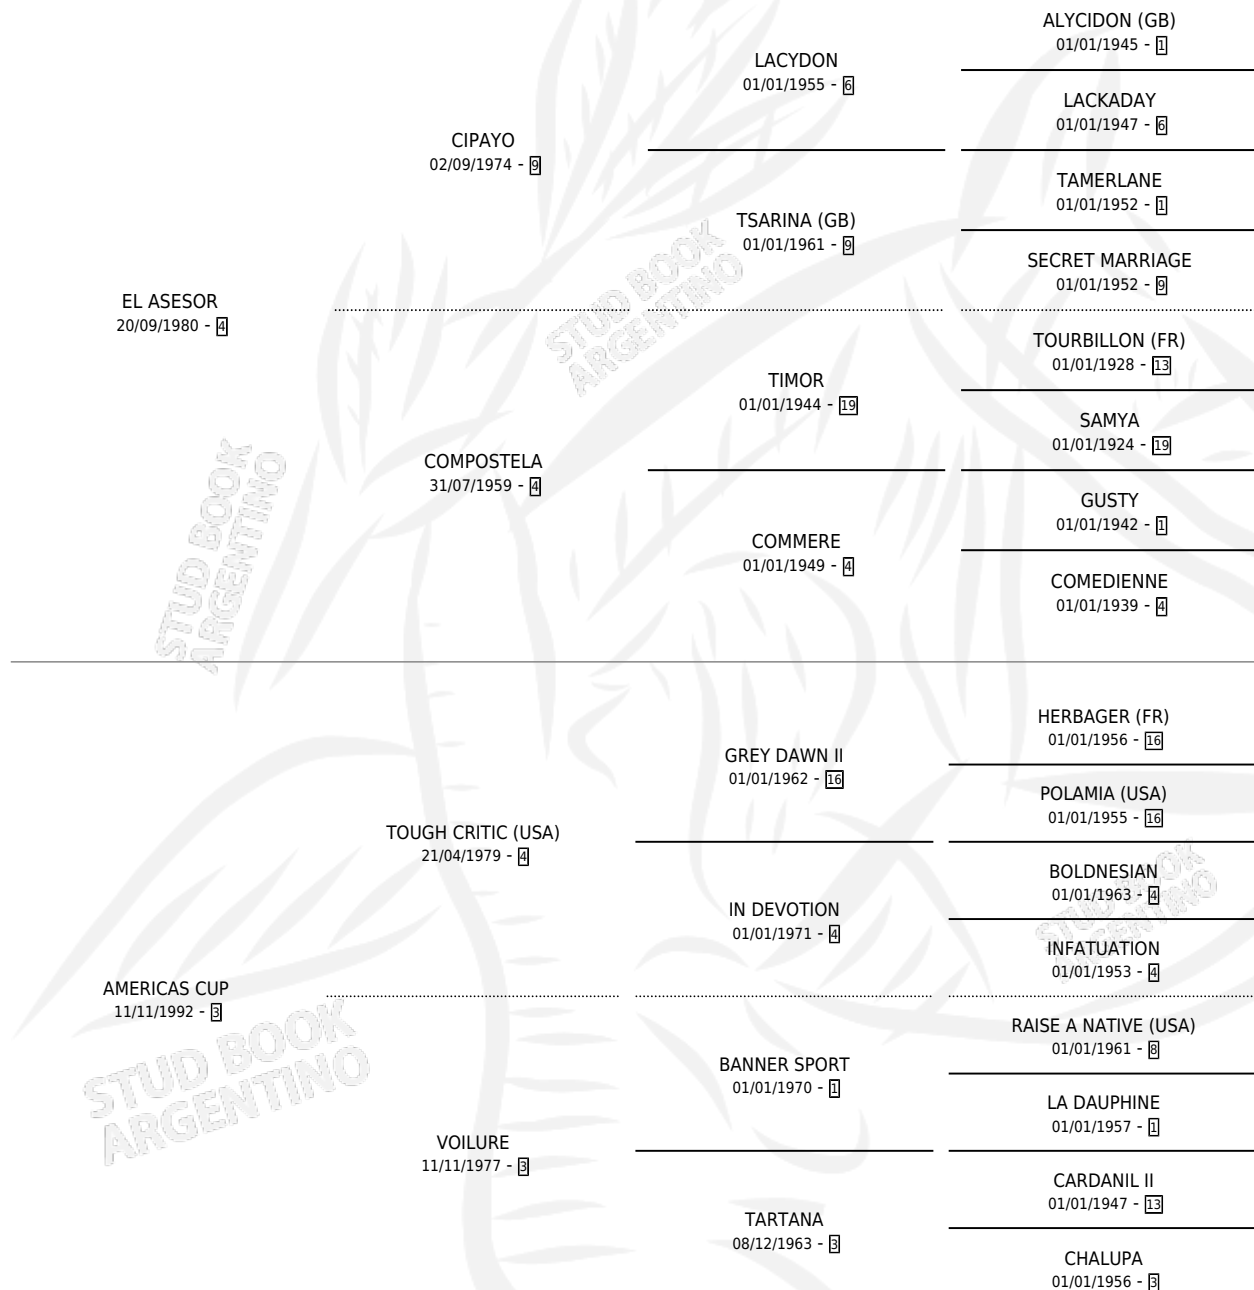 EL ASESOR
20/09/1980 - 4
CIPAYO
02/09/1974 - 9
COMPOSTELA
31/07/1959 - 4
LACYDON
01/01/1955 - 6
TSARINA (GB)
01/01/1961 - 9
TIMOR
01/01/1944 - 19
COMMERE
01/01/1949 - 4
ALYCIDON (GB)
01/01/1945 - 1
LACKADAY
01/01/1947 - 6
TAMERLANE
01/01/1952 - 1
SECRET MARRIAGE
01/01/1952 - 9
TOURBILLON (FR)
01/01/1928 - 13
SAMYA
01/01/1924 - 19
GUSTY
01/01/1942 - 1
COMEDIENNE
01/01/1939 - 4
AMERICAS CUP
11/11/1992 - 3
TOUGH CRITIC (USA)
21/04/1979 - 4
VOILURE
11/11/1977 - 3
GREY DAWN II
01/01/1962 - 16
IN DEVOTION
01/01/1971 - 4
BANNER SPORT
01/01/1970 - 1
TARTANA
08/12/1963 - 3
HERBAGER (FR)
01/01/1956 - 16
POLAMIA (USA)
01/01/1955 - 16
BOLDNESIAN
01/01/1963 - 4
INFATUATION
01/01/1953 - 4
RAISE A NATIVE (USA)
01/01/1961 - 8
LA DAUPHINE
01/01/1957 - 1
CARDANIL II
01/01/1947 - 13
CHALUPA
01/01/1956 - 3
STUD BOOK
ARGENTINO
STUD BOOK
ARGENTINO
STUD BOOK
ARGENTINO
STUD BOOK
ARGENTINO